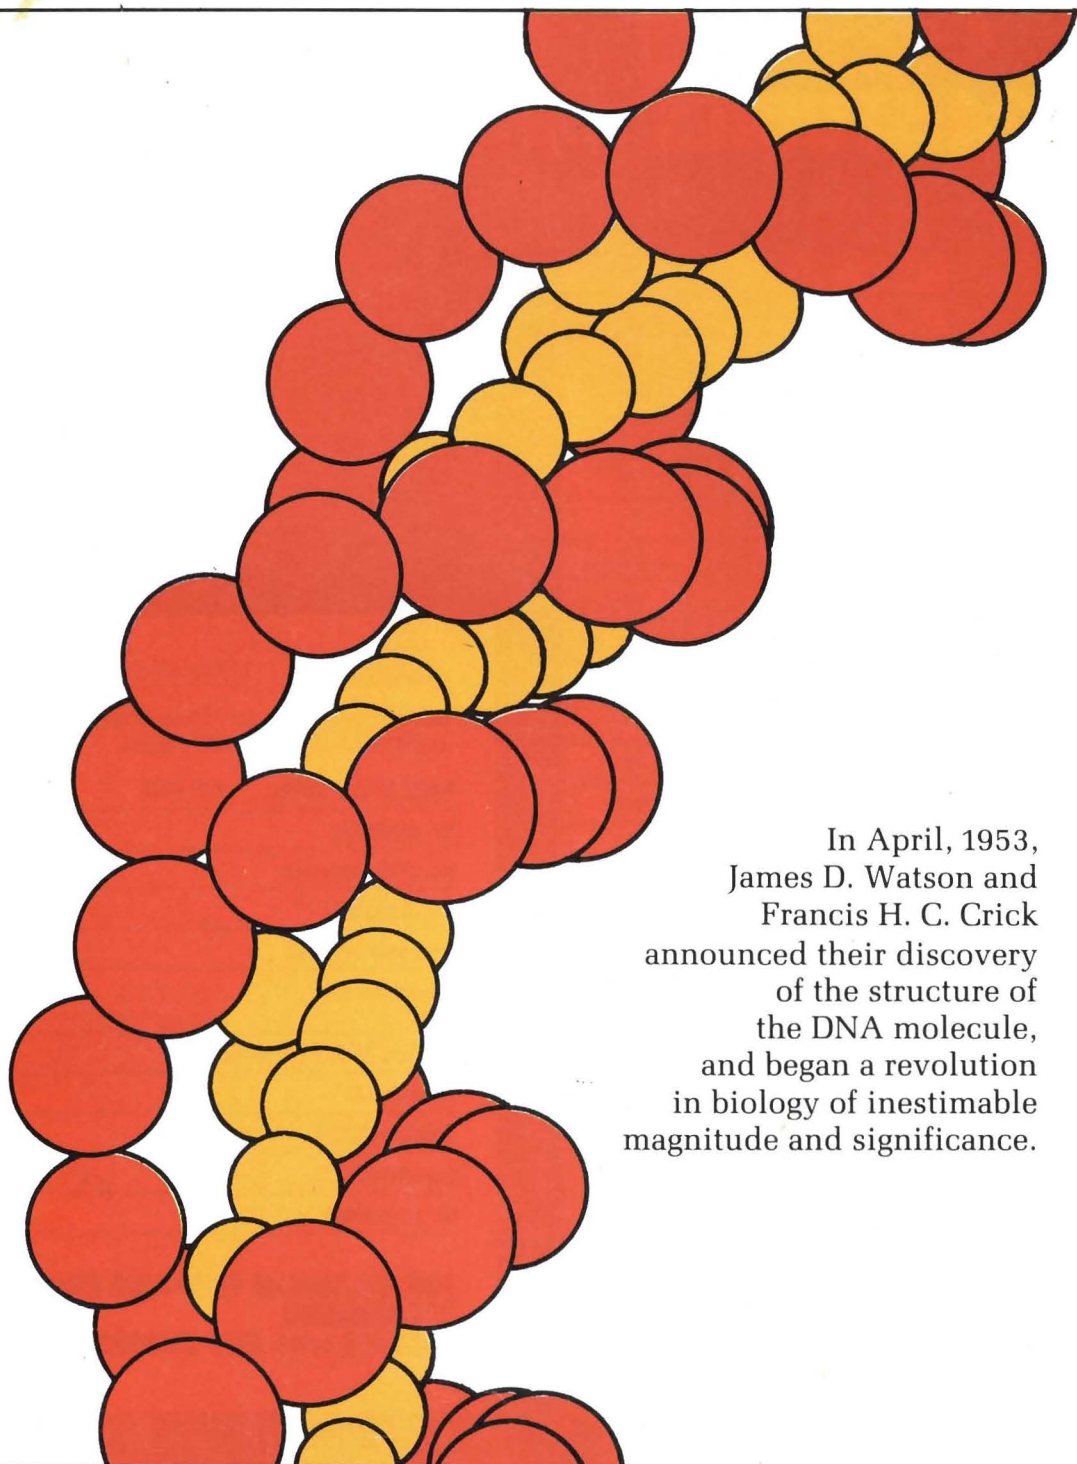 In April, 1953,
James D. Watson and
Francis H. C. Crick
announced their discovery
of the structure of
the DNA molecule,
and began a revolution
in biology of inestimable
magnitude and significance.